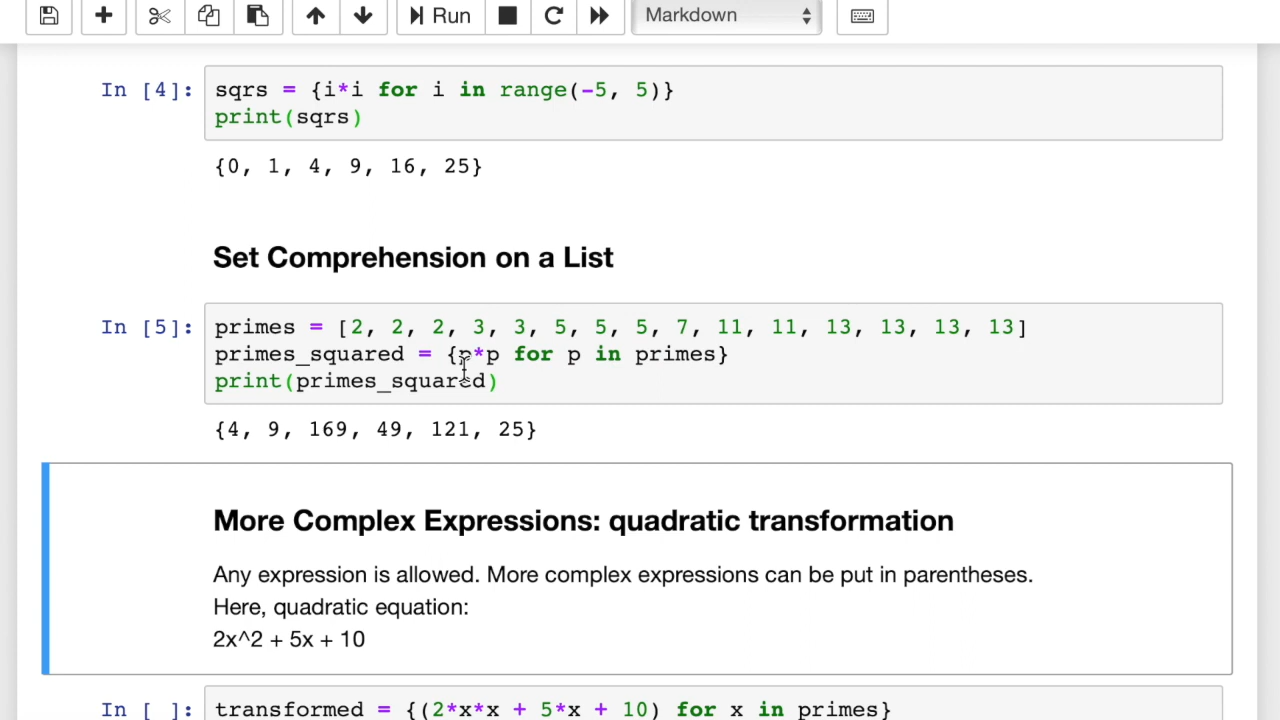 Run
Markdown
In [4]:
sqrs = {i*i for i in range(-5, 5)}
print(sqrs)
{0, 1, 4, 9, 16, 25}
Set Comprehension on a List
In [5]:
primes = [2, 2, 2, 3, 3, 5, 5, 5, 7, 11, 11, 13, 13, 13, 13]
primes_squared = {p*p for p in primes}
print(primes_squared)
{4, 9, 169, 49, 121, 25}
More Complex Expressions: quadratic transformation
Any expression is allowed. More complex expressions can be put in parentheses.
Here, quadratic equation:
2x^2 + 5x + 10
In [ ]:
transformed = {(2*x*x + 5*x + 10) for x in primes}